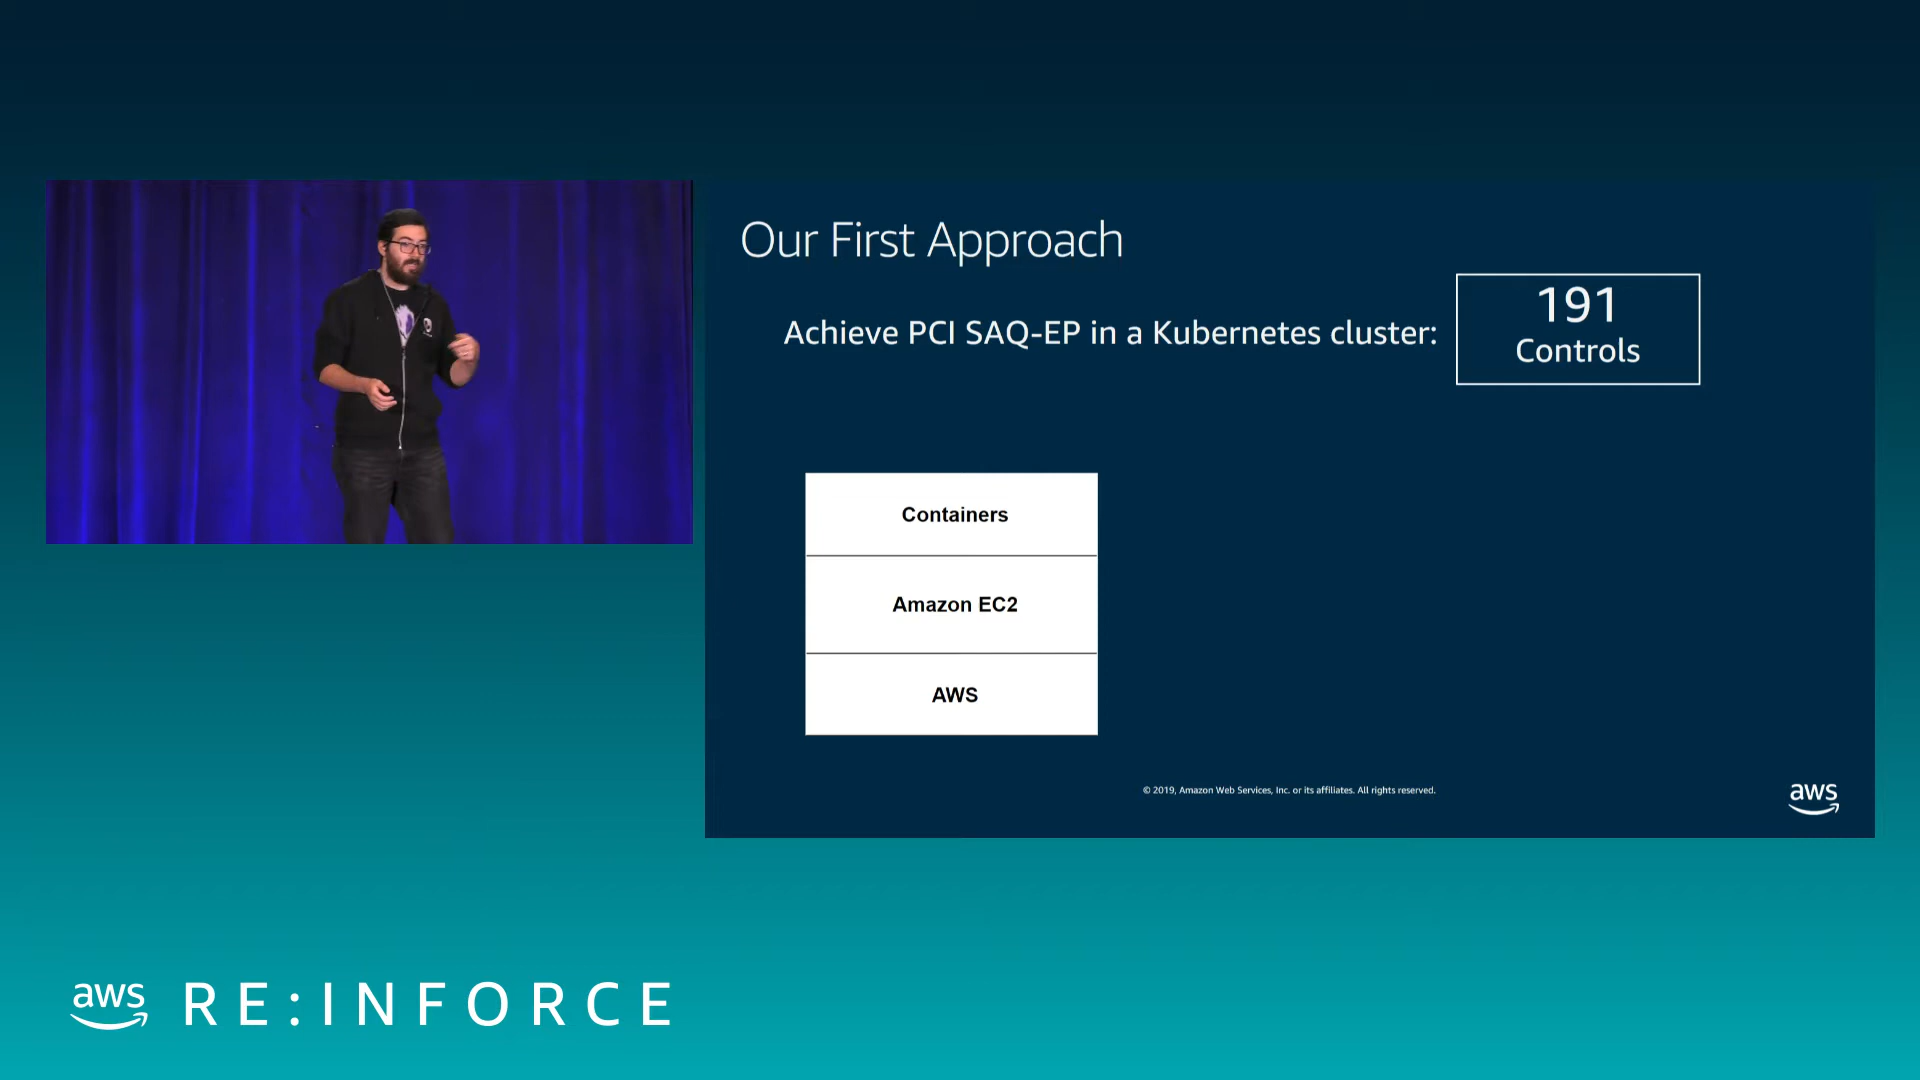 Our First Approach
Achieve PCI SAQ-EP in a Kubernetes cluster:
191
Controls
Containers
Amazon EC2
AWS
© 2019, Amazon Web Services, Inc. or its affiliates. All rights reserved.
aws
aws RE:INFORCE